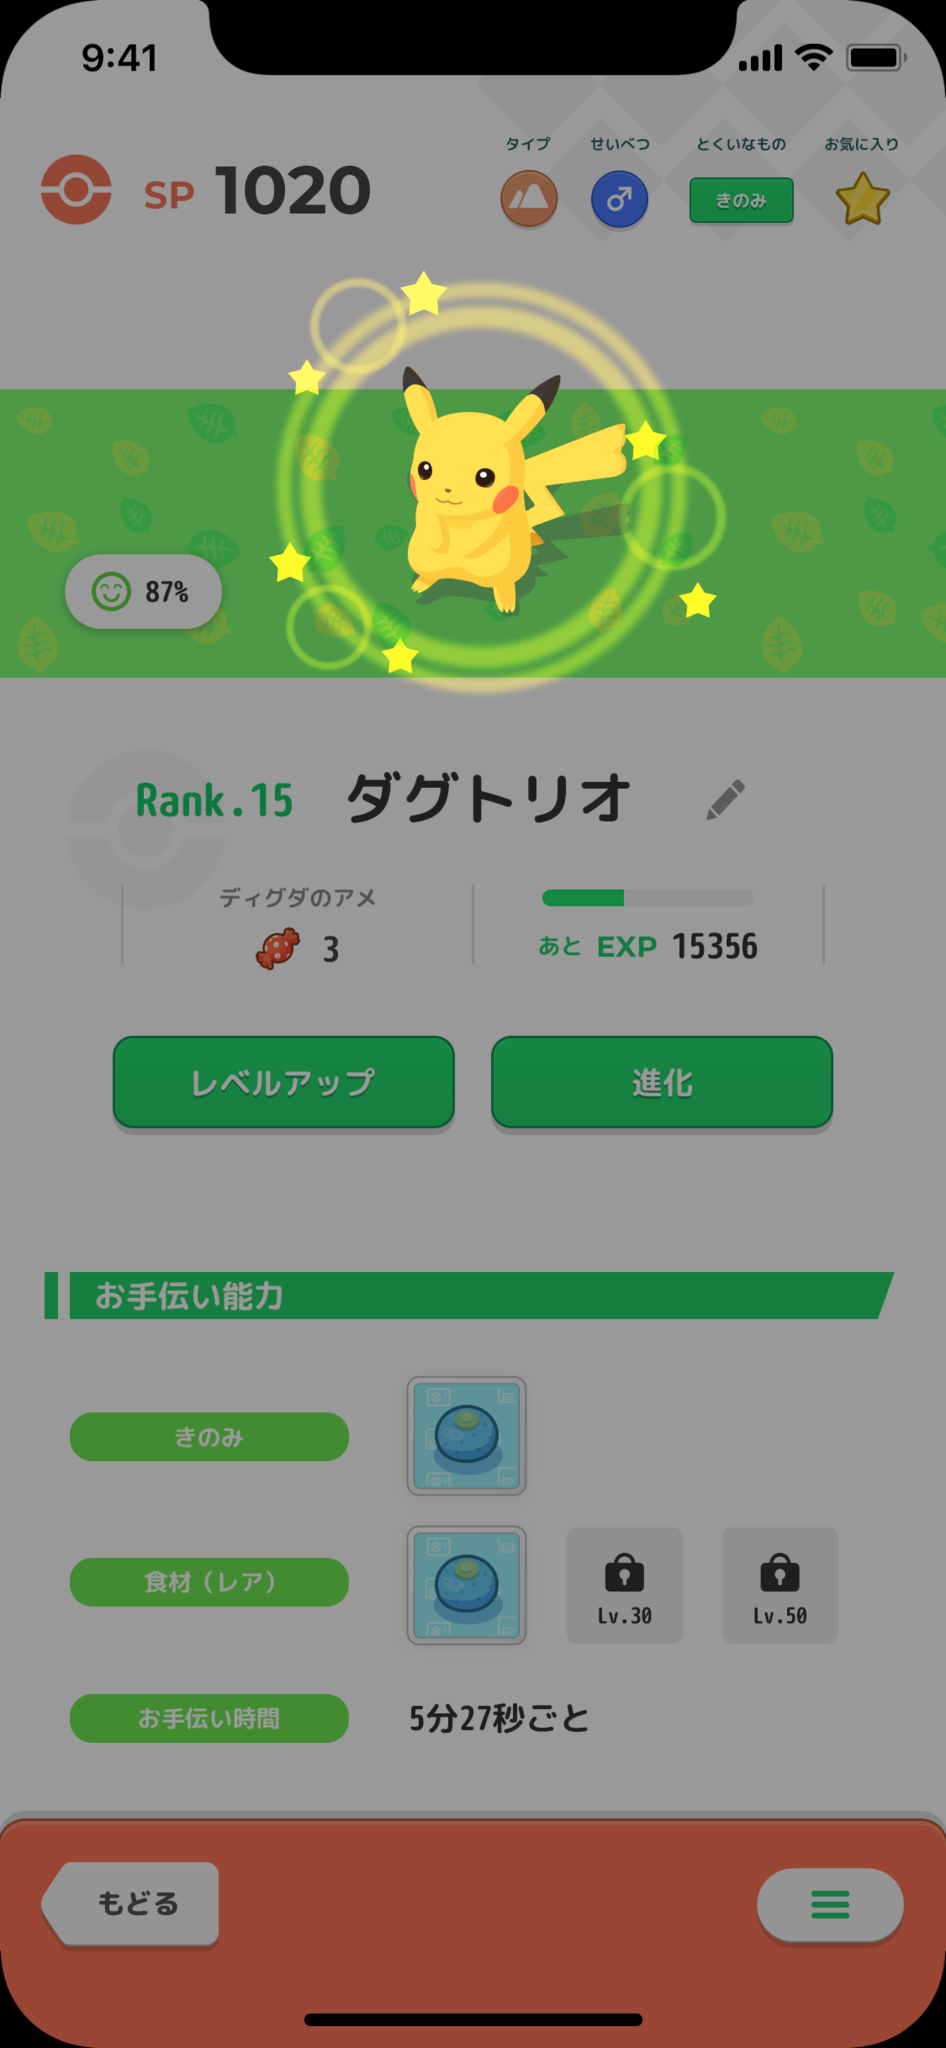 9:41
タイプ せいべつ とくいなもの お気に入り
SP 1020
きのみ
87%
Rank.15 ダグトリオ
ディグダのアメ
3
あと EXP 15356
レベルアップ 進化
お手伝い能力
きのみ
食材（レア）
Lv.30 Lv.50
お手伝い時間 5分27秒ごと
もどる